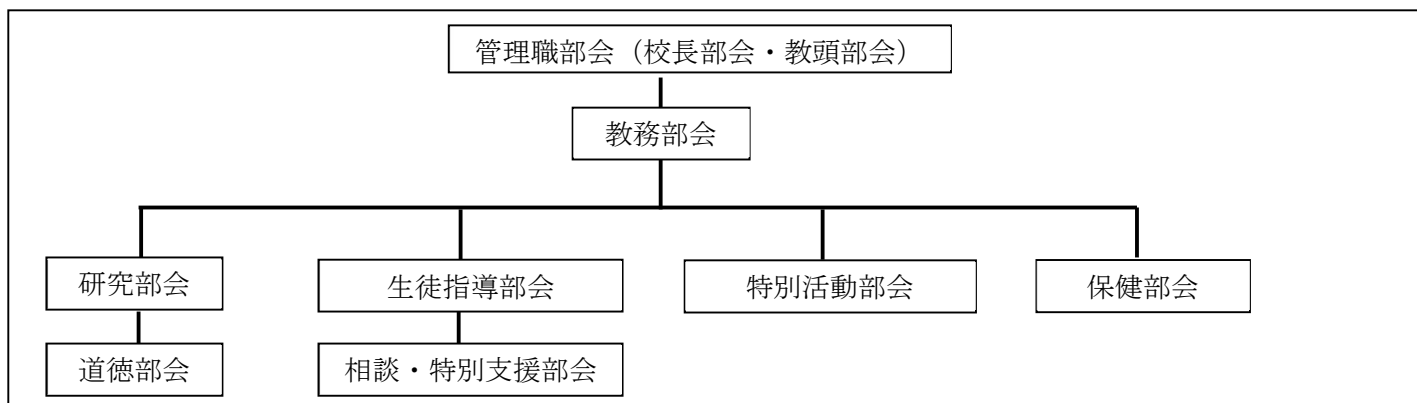 管理職部会（校長部会・教頭部会）
教務部会
研究部会
生徒指導部会
特別活動部会
保健部会
道徳部会
相談・特別支援部会